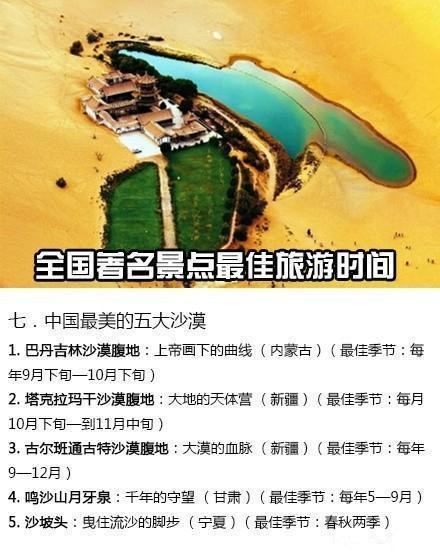 全国著名景点最佳旅游时间
七．中国最美的五大沙漠
1. 巴丹吉林沙漠腹地：上帝画下的曲线（内蒙古）（最佳季节：每
年9月下旬—10月下旬）
2. 塔克拉玛干沙漠腹地：大地的天体营（新疆）（最佳季节：每月
10月下旬—到11月中旬）
3. 古尔班通古特沙漠腹地：大漠的血脉（新疆）（最佳季节：每年
9—12月）
4. 鸣沙山月牙泉：千年的守望（甘肃）（最佳季节：每年5—9月）
5. 沙坡头：曳住流沙的脚步（宁夏）（最佳季节：春秋两季）